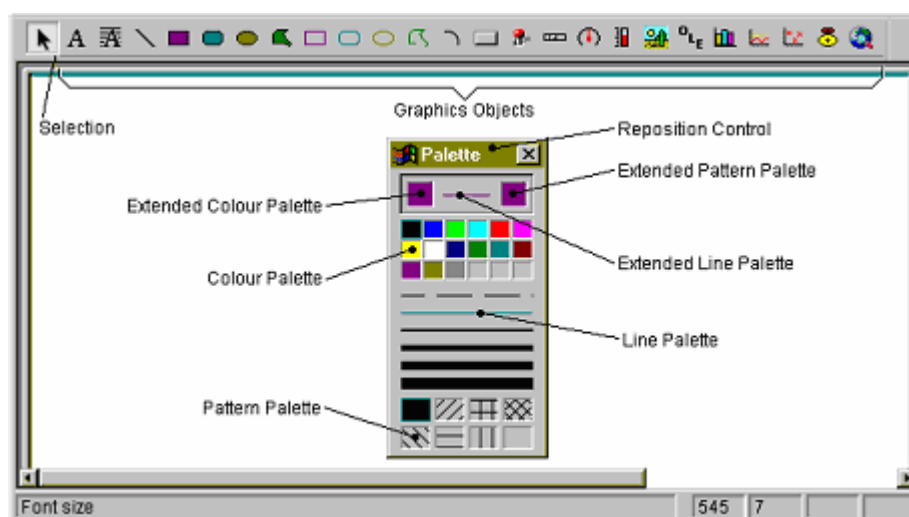 A A OLE
Graphics Objects
Selection
Reposition Control
Palette
Extended Pattern Palette
Extended Colour Palette
Extended Line Palette
Colour Palette
Line Palette
Pattern Palette
Font size 545 7